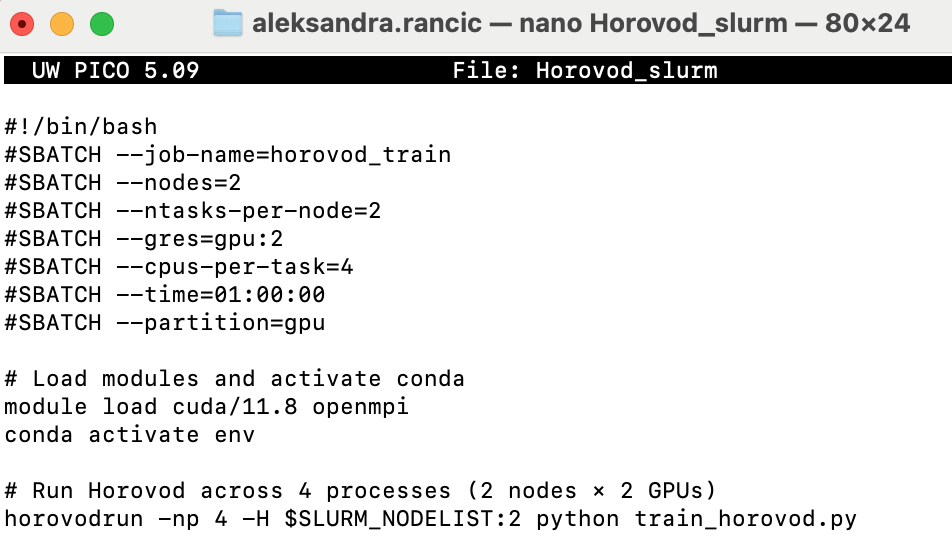 aleksandra.rancic — nano Horovod_slurm — 80×24
UW PICO 5.09 File: Horovod_slurm
#!/bin/bash
#SBATCH --job-name=horovod_train
#SBATCH --nodes=2
#SBATCH --ntasks-per-node=2
#SBATCH --gres=gpu:2
#SBATCH --cpus-per-task=4
#SBATCH --time=01:00:00
#SBATCH --partition=gpu
# Load modules and activate conda
module load cuda/11.8 openmpi
conda activate env
# Run Horovod across 4 processes (2 nodes × 2 GPUs)
horovodrun -np 4 -H $SLURM_NODELIST:2 python train_horovod.py